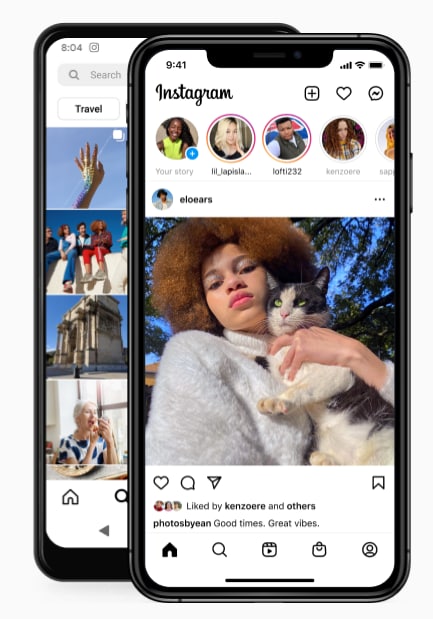 8:04
Search
Travel
9:41
Instagram
Your story
lil_lapisla...
lofti232
kenzoere
sapp
eloears
Liked by kenzoere and others
photosbyean Good times. Great vibes.